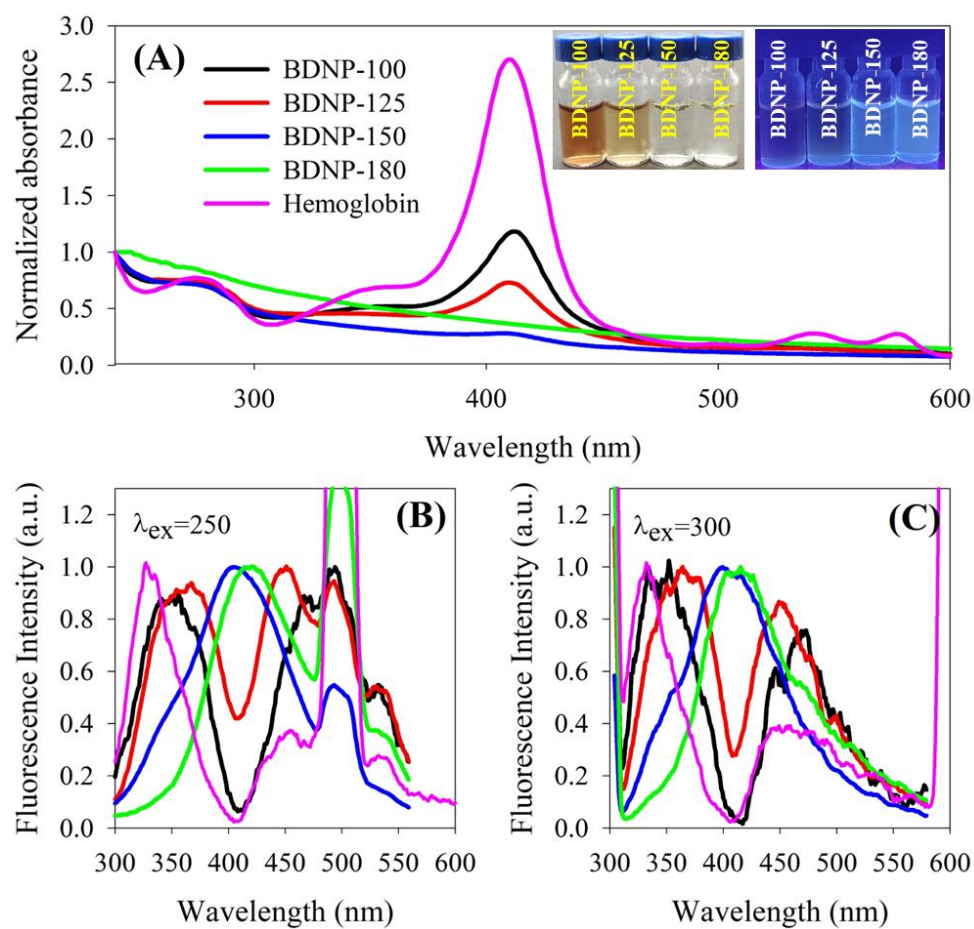 (A)
BDNP-100
BDNP-125
BDNP-150
BDNP-180
Hemoglobin
BDNP-100
BDNP-125
BDNP-150
BDNP-180
BDNP-100
BDNP-125
BDNP-150
BDNP-180
Normalized absorbance
3.0
2.5
2.0
1.5
1.0
0.5
0.0
300
400
500
600
Wavelength (nm)
(B)
λex=250
Fluorescence Intensity (a.u.)
1.2
1.0
0.8
0.6
0.4
0.2
0.0
300 350 400 450 500 550 600
Wavelength (nm)
(C)
λex=300
Fluorescence Intensity (a.u.)
1.2
1.0
0.8
0.6
0.4
0.2
0.0
300 350 400 450 500 550 600
Wavelength (nm)